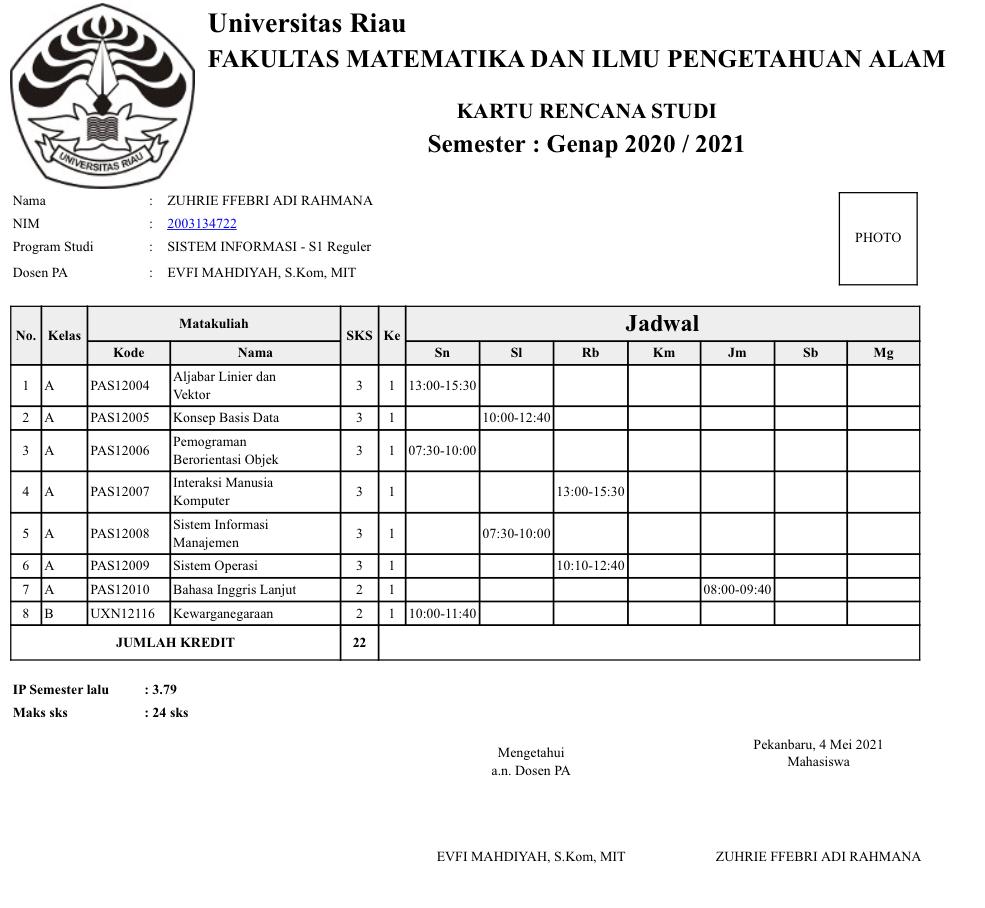 Universitas Riau
FAKULTAS MATEMATIKA DAN ILMU PENGETAHUAN ALAM
KARTU RENCANA STUDI
Semester : Genap 2020 / 2021
UNIVERSITAS RIAU
Nama : ZUHRIE FFEBRI ADI RAHMANA
NIM : 2003134722
Program Studi : SISTEM INFORMASI - S1 Reguler
Dosen PA : EVFI MAHDIYAH, S.Kom, MIT
PHOTO
No. Kelas Matakuliah SKS Ke Jadwal
Kode Nama Sn Sl Rb Km Jm Sb Mg
1 A PAS12004 Aljabar Linier dan
Vektor 3 1 13:00-15:30
2 A PAS12005 Konsep Basis Data 3 1 10:00-12:40
3 A PAS12006 Pemograman
Berorientasi Objek 3 1 07:30-10:00
4 A PAS12007 Interaksi Manusia
Komputer 3 1 13:00-15:30
5 A PAS12008 Sistem Informasi
Manajemen 3 1 07:30-10:00
6 A PAS12009 Sistem Operasi 3 1 10:10-12:40
7 A PAS12010 Bahasa Inggris Lanjut 2 1 08:00-09:40
8 B UXN12116 Kewarganegaraan 2 1 10:00-11:40
JUMLAH KREDIT 22
IP Semester lalu : 3.79
Maks sks : 24 sks
Mengetahui
a.n. Dosen PA
EVFI MAHDIYAH, S.Kom, MIT
Pekanbaru, 4 Mei 2021
Mahasiswa
ZUHRIE FFEBRI ADI RAHMANA